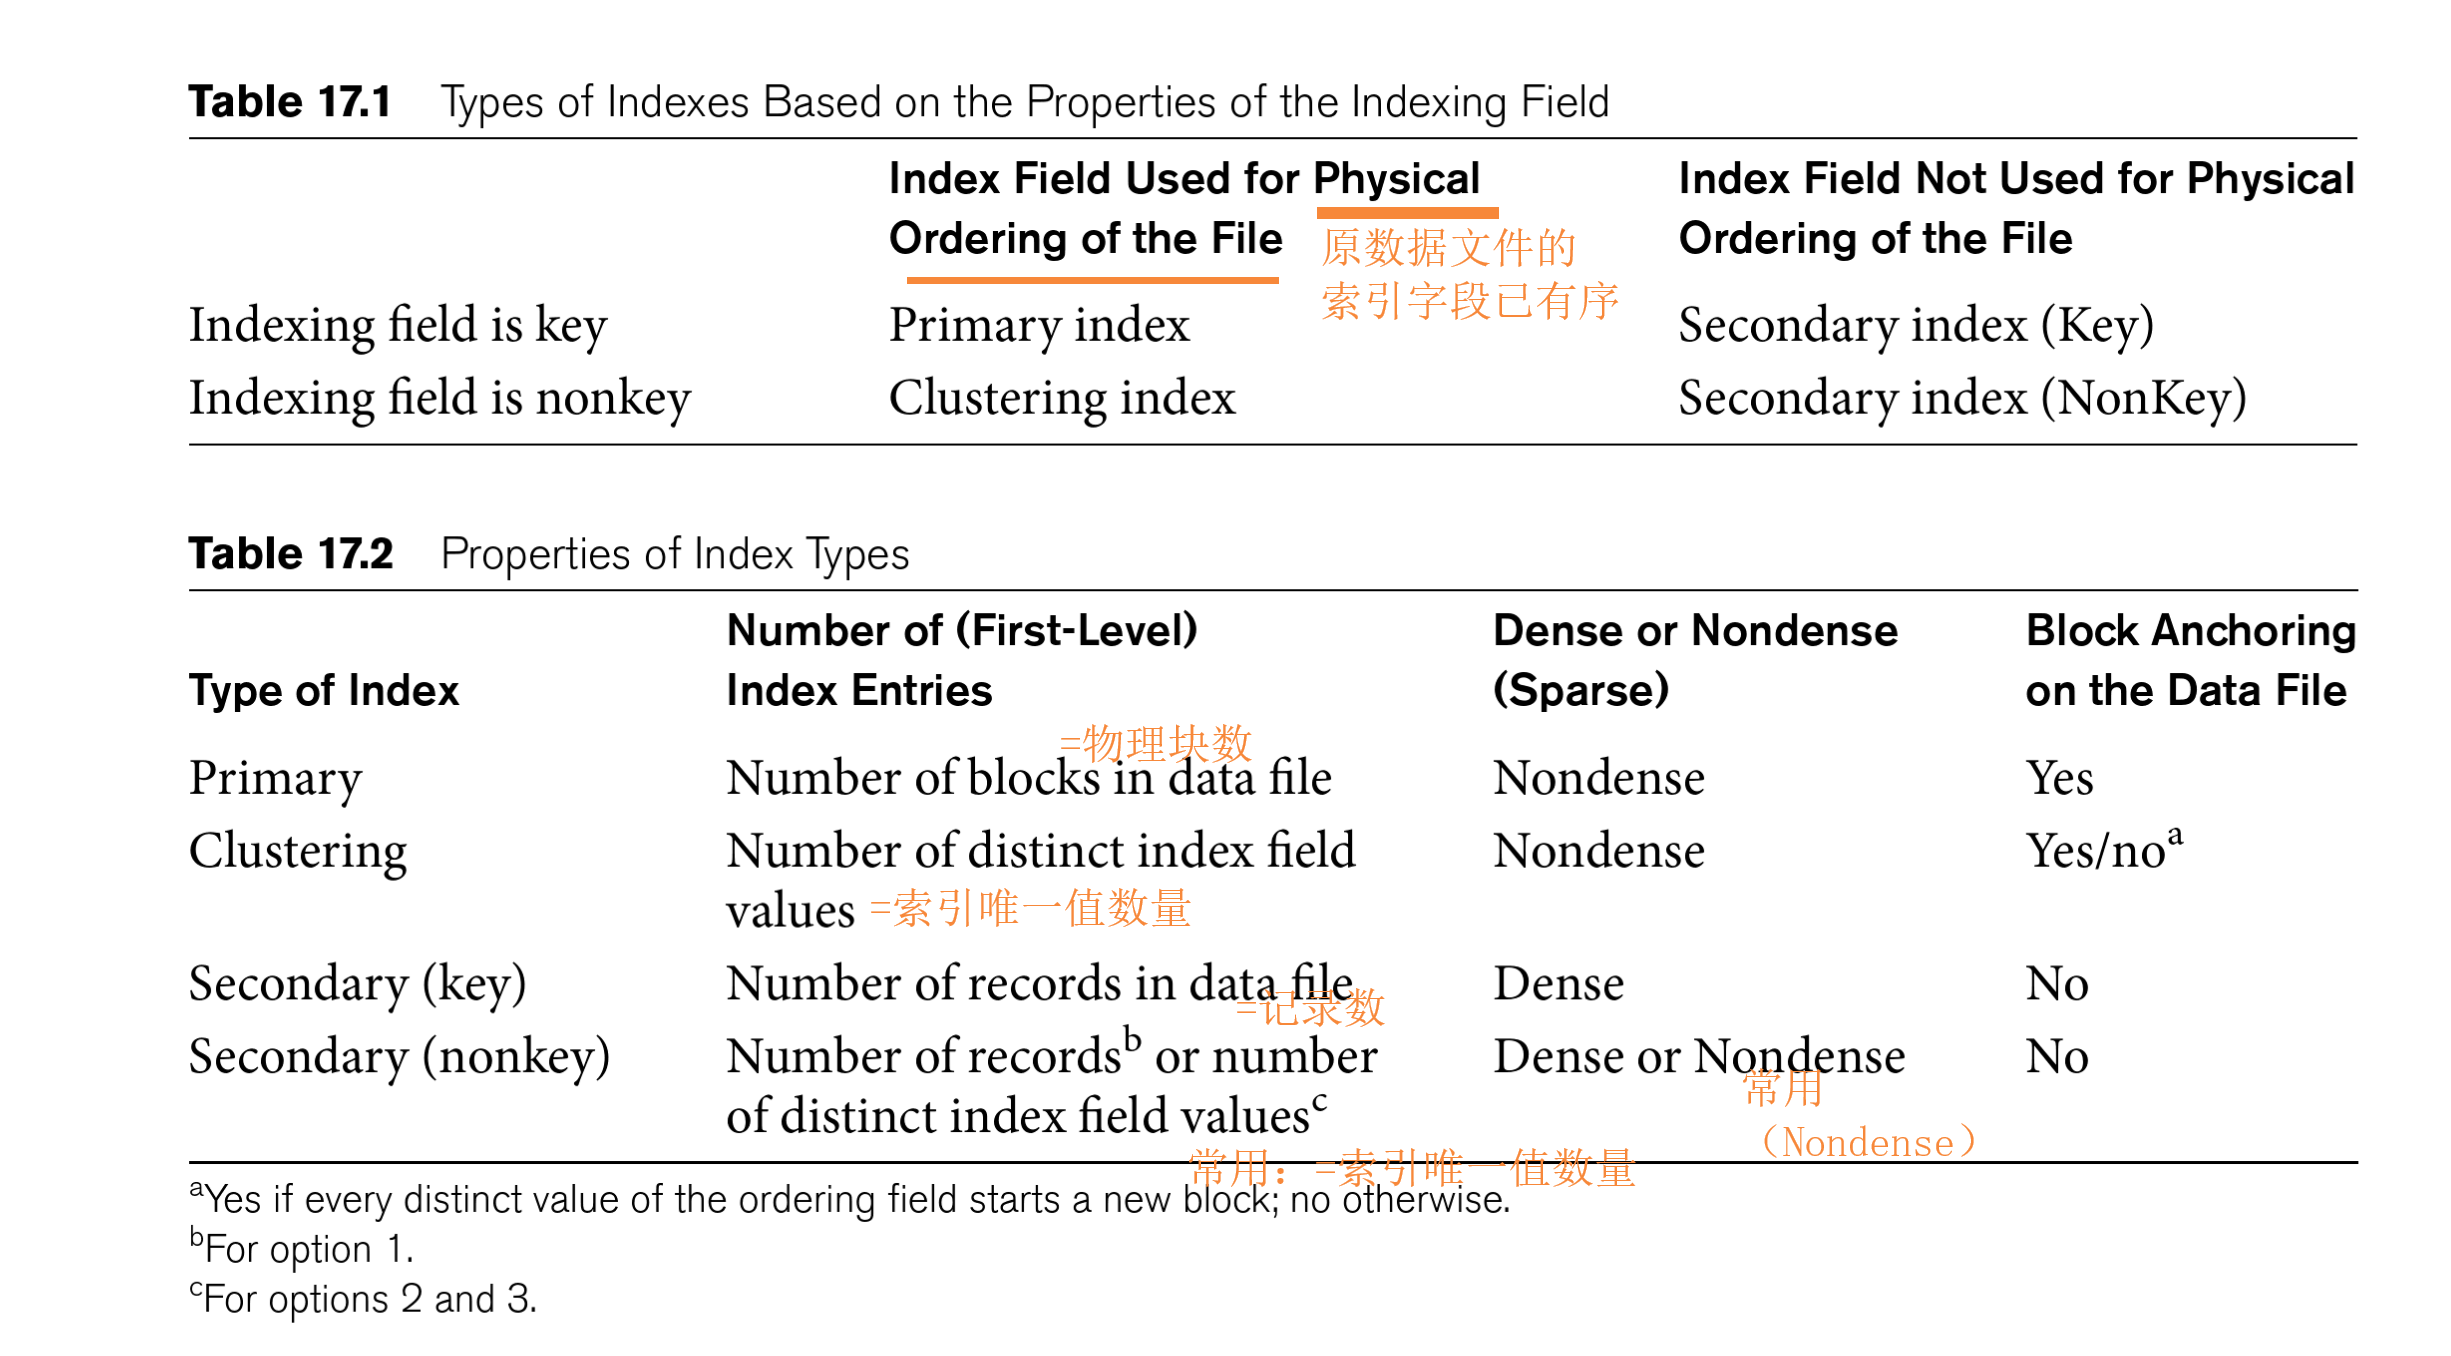 Table 17.1 Types of Indexes Based on the Properties of the Indexing Field
Index Field Used for Physical Index Field Not Used for Physical
Ordering of the File Ordering of the File
原数据文件的
索引字段已有序
Indexing field is key Primary index Secondary index (Key)
Indexing field is nonkey Clustering index Secondary index (NonKey)
Table 17.2 Properties of Index Types
Number of (First-Level) Dense or Nondense Block Anchoring
Type of Index Index Entries (Sparse) on the Data File
=物理块数
Primary Number of blocks in data file Nondense Yes
Clustering Number of distinct index field Nondense Yes/noa
values =索引唯一值数量
Secondary (key) Number of records in data file Dense No
=记录数
Secondary (nonkey) Number of recordsb or number Dense or Nondense No
常用
of distinct index field valuesc
(Nondense)
常用：=索引唯一值数量
aYes if every distinct value of the ordering field starts a new block; no otherwise.
bFor option 1.
cFor options 2 and 3.